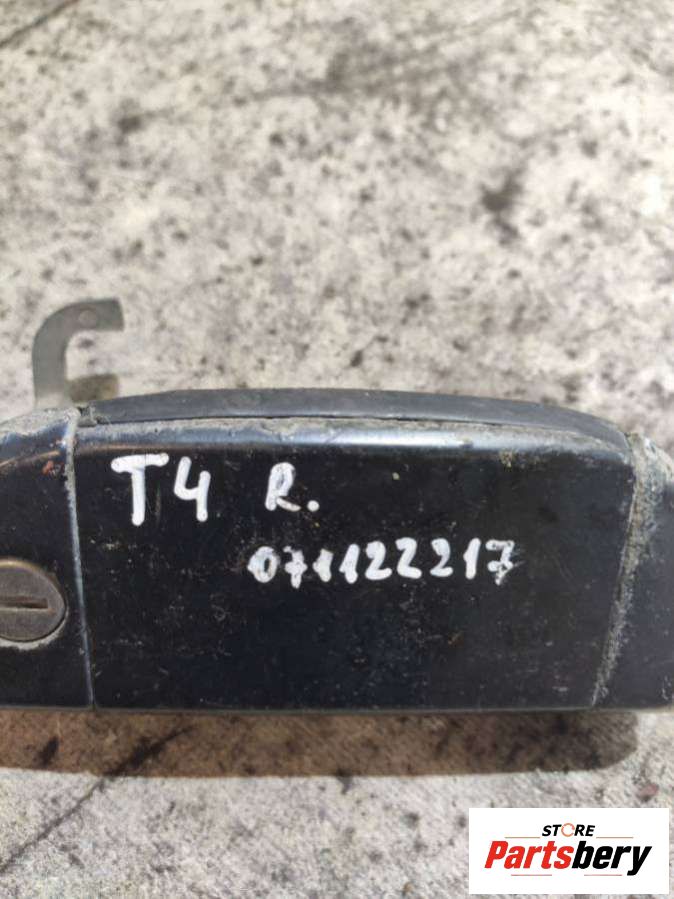 T4 R.
071122217
STORE
Partsbery